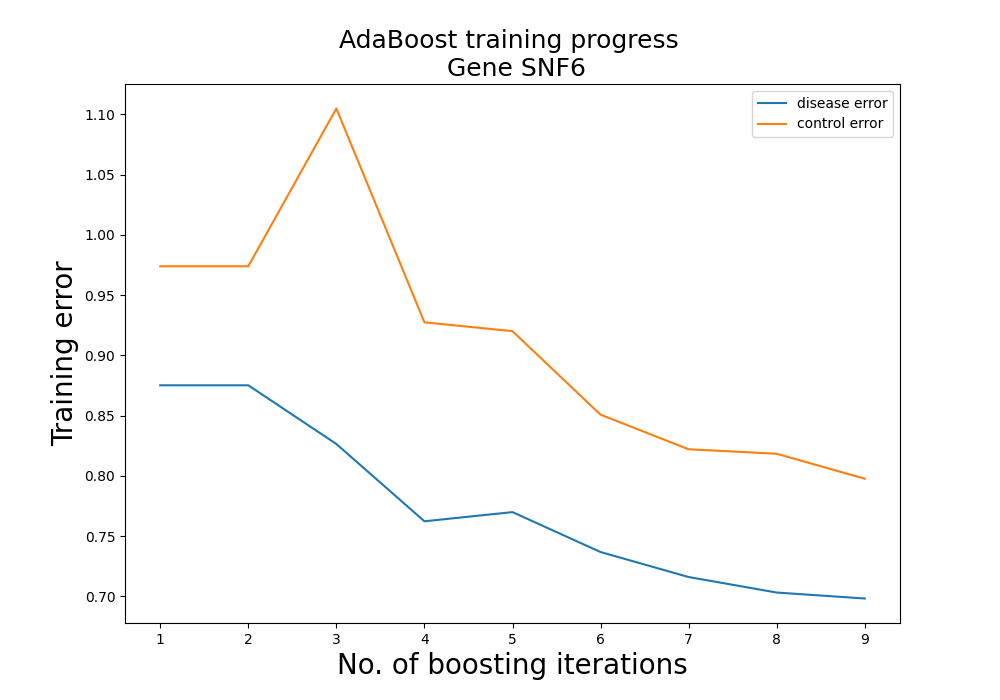 AdaBoost training progress
Gene SNF6
disease error
control error
Training error
1.10
1.05
1.00
0.95
0.90
0.85
0.80
0.75
0.70
1 2 3 4 5 6 7 8 9
No. of boosting iterations